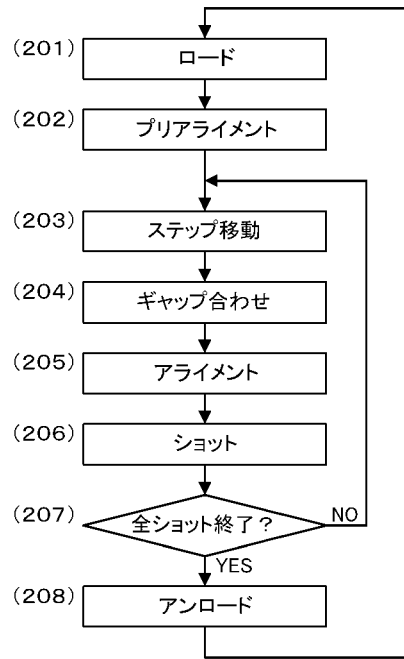 (201)
ロード
(202)
プリアライメント
(203)
ステップ移動
(204)
ギャップ合わせ
(205)
アライメント
(206)
ショット
(207)
全ショット終了？
NO
YES
(208)
アンロード